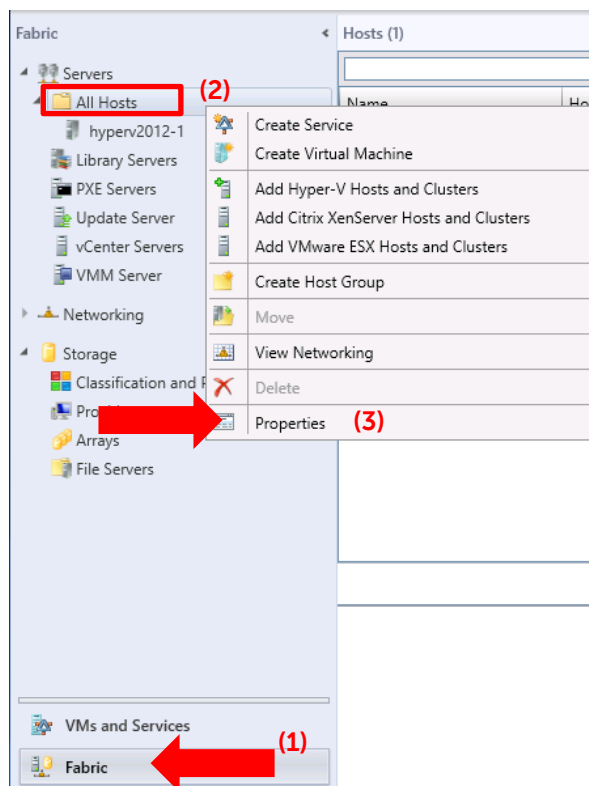 Fabric
Hosts (1)
Servers
All Hosts
(2)
Name
Ho
hyperv2012-1
Create Service
Library Servers
Create Virtual Machine
PXE Servers
Add Hyper-V Hosts and Clusters
Update Server
Add Citrix XenServer Hosts and Clusters
vCenter Servers
Add VMware ESX Hosts and Clusters
VMM Server
Create Host Group
Networking
Move
Storage
View Networking
Classification and P
Delete
Pro
Properties
(3)
Arrays
File Servers
VMs and Services
(1)
Fabric